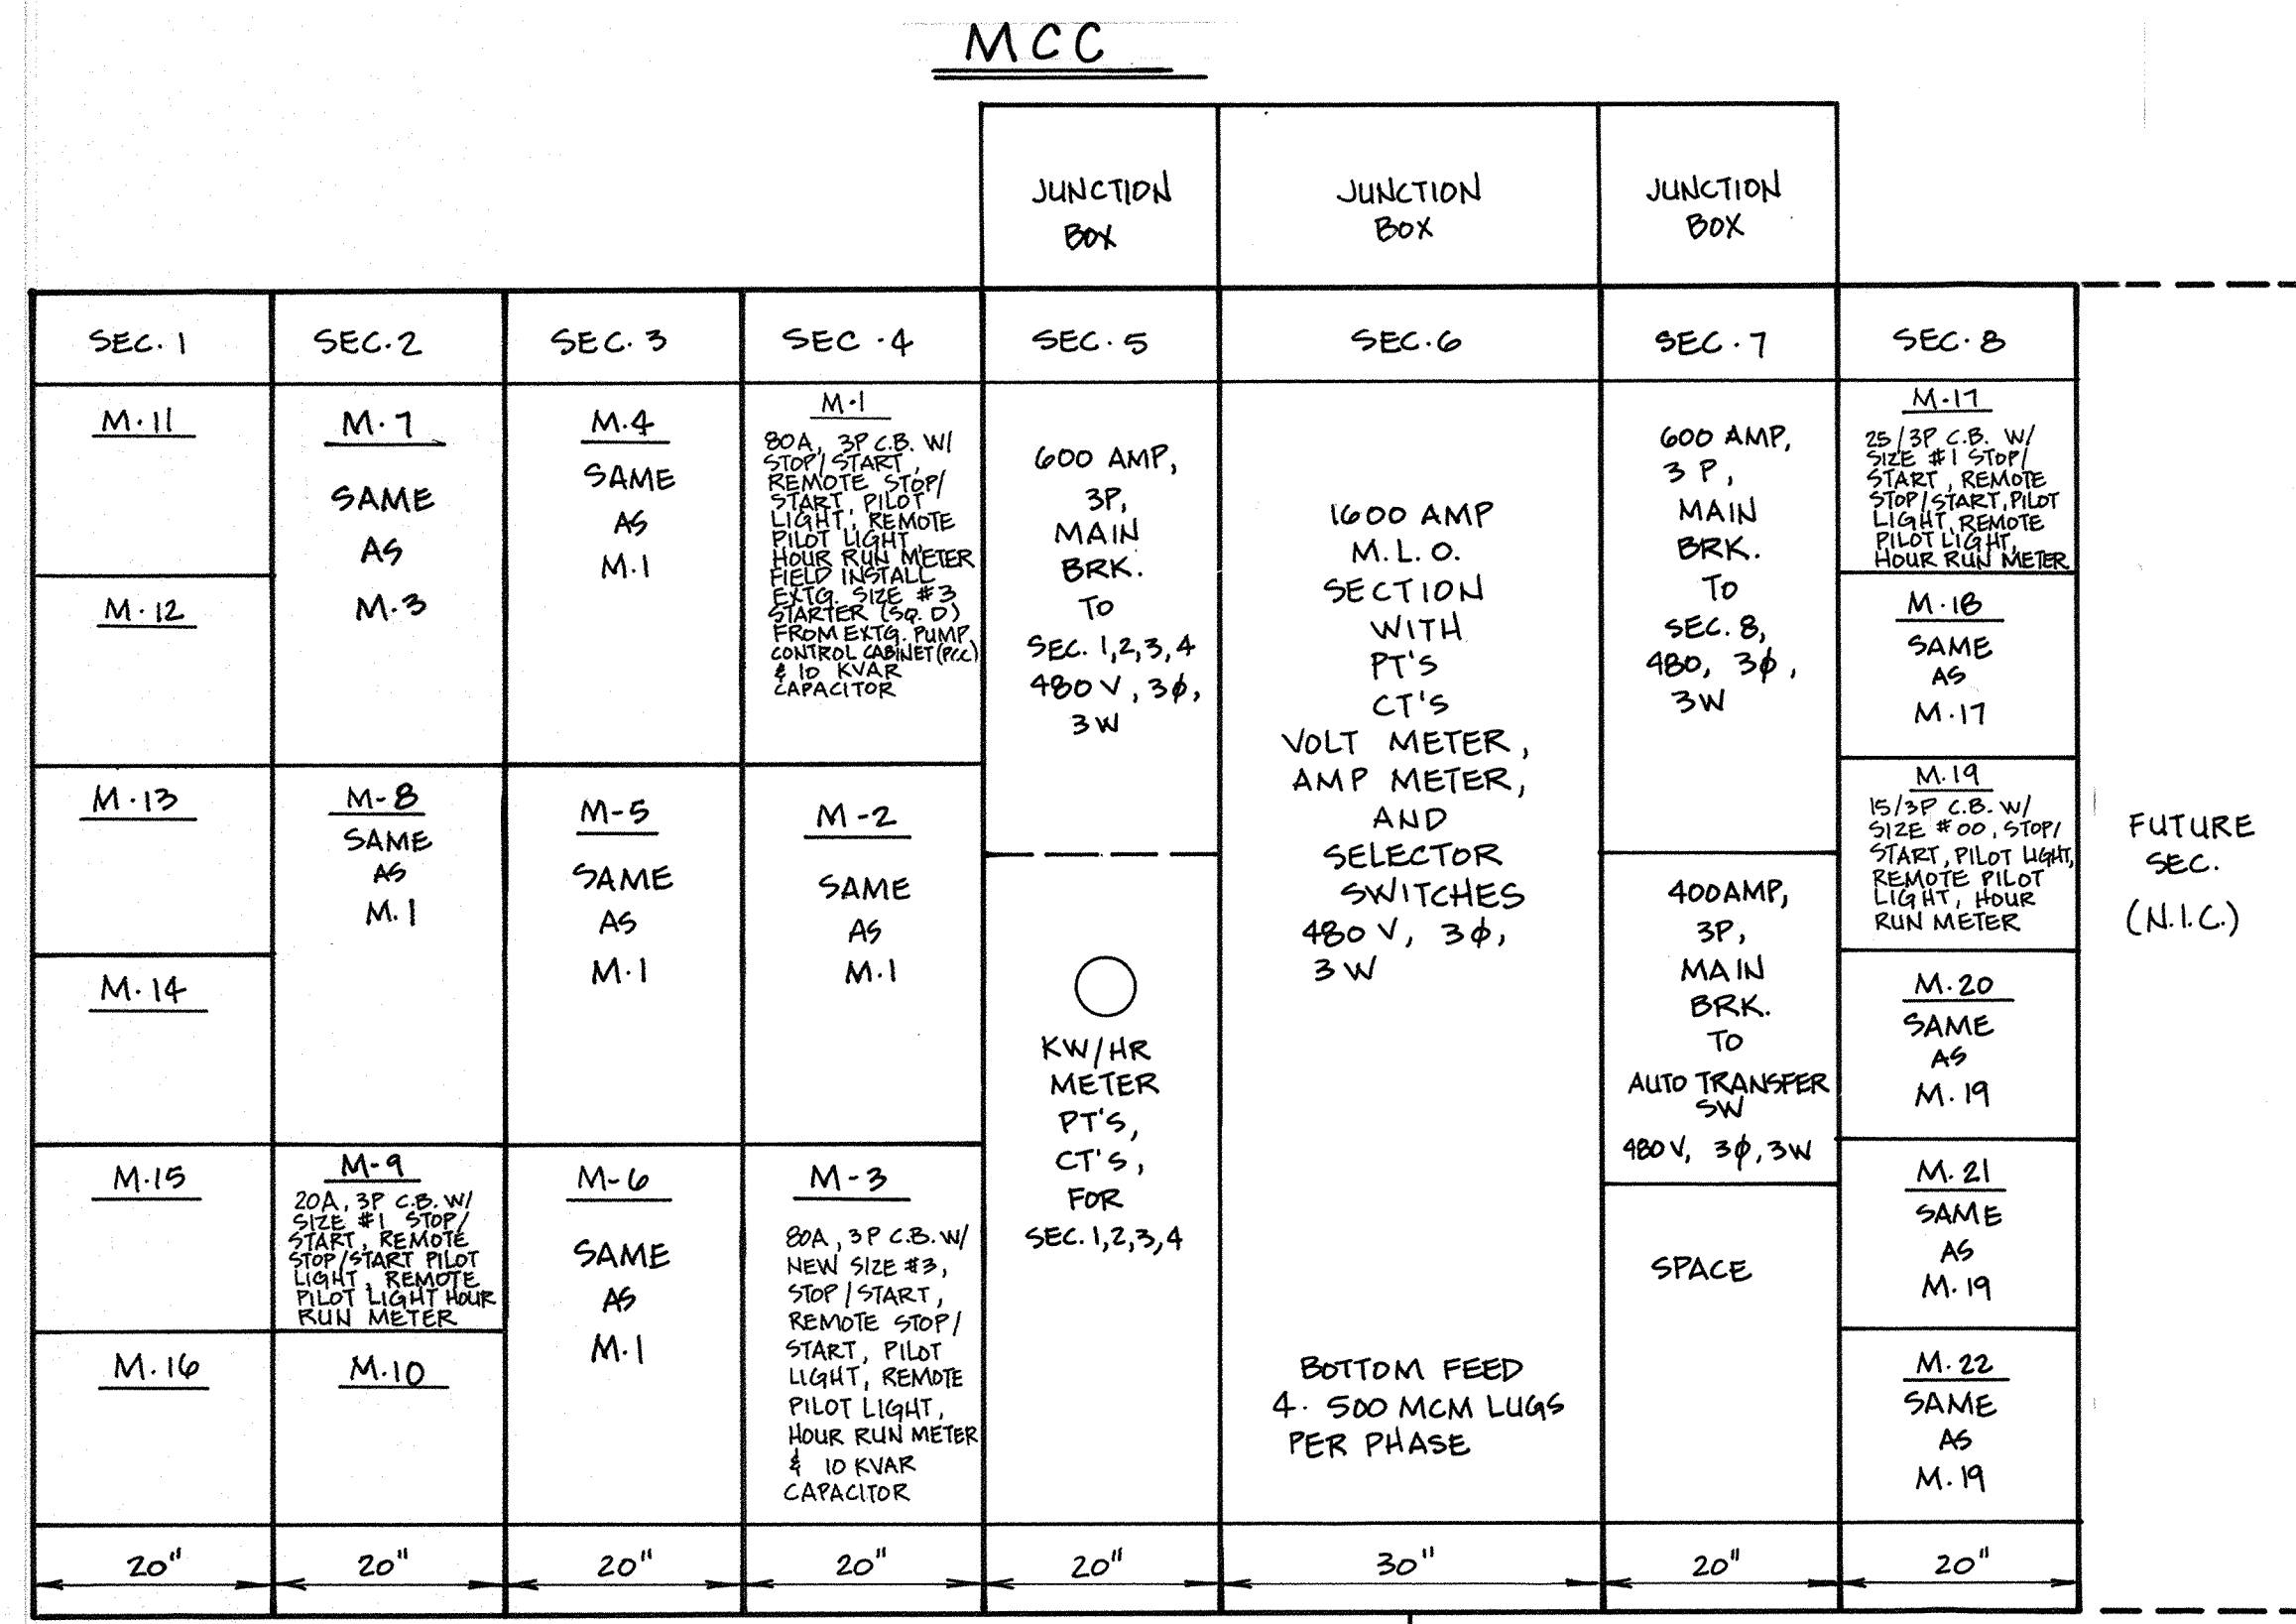 MCC
JUNCTION
BOX
JUNCTION
BOX
JUNCTION
BOX
SEC. 1
M.11
M.12
M.13
M.14
M.15
M.16
20"
SEC. 2
M.7
SAME
AS
M.3
M-8
SAME
AS
M.1
M-9
20A, 3P C.B. W/
SIZE #1 STOP/
START, REMOTE
STOP/START PILOT
LIGHT, REMOTE
PILOT LIGHT HOUR
RUN METER
M.10
20"
SEC. 3
M.4
SAME
AS
M.1
M-5
SAME
AS
M.1
M-6
SAME
AS
M.1
20"
SEC. 4
M.1
80A, 3P C.B. W/
STOP/START,
REMOTE STOP/
START, PILOT
LIGHT, REMOTE
PILOT LIGHT,
HOUR RUN METER
FIELD INSTALL
EXTG. SIZE #3
STARTER (SQ. D)
FROM EXTG. PUMP
CONTROL CABINET (PCC)
& 10 KVAR
CAPACITOR
M-2
SAME
AS
M.1
M-3
80A, 3P C.B. W/
NEW SIZE #3,
STOP/START,
REMOTE STOP/
START, PILOT
LIGHT, REMOTE
PILOT LIGHT,
HOUR RUN METER
& 10 KVAR
CAPACITOR
20"
SEC. 5
600 AMP,
3P,
MAIN
BRK.
TO
SEC. 1,2,3,4
480 V, 3φ,
3W
KW/HR
METER
PT'S,
CT'S,
FOR
SEC. 1,2,3,4
20"
SEC. 6
1600 AMP
M.L.O.
SECTION
WITH
PT'S
CT'S
VOLT METER,
AMP METER,
AND
SELECTOR
SWITCHES
480 V, 3φ,
3W
BOTTOM FEED
4. 500 MCM LUGS
PER PHASE
30"
SEC. 7
600 AMP,
3 P,
MAIN
BRK.
TO
SEC. 8,
480, 3φ,
3W
400AMP,
3P,
MAIN
BRK.
TO
AUTO TRANSFER
SW
480 V, 3φ, 3W
SPACE
20"
SEC. 8
M.17
25/3P C.B. W/
SIZE #1 STOP/
START, REMOTE
STOP/START, PILOT
LIGHT, REMOTE
PILOT LIGHT,
HOUR RUN METER
M.18
SAME
AS
M.17
M.19
15/3P C.B. W/
SIZE #00, STOP/
START, PILOT LIGHT,
REMOTE PILOT
LIGHT, HOUR
RUN METER
M.20
SAME
AS
M.19
M.21
SAME
AS
M.19
M.22
SAME
AS
M.19
20"
FUTURE
SEC.
(N.I.C.)